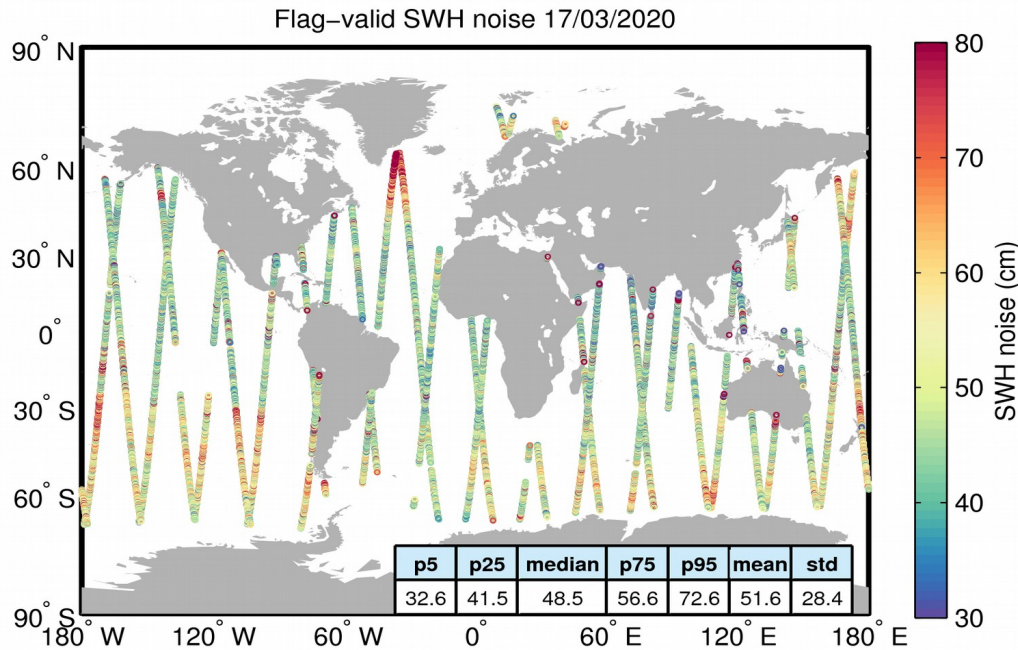 Flag−valid SWH noise 17/03/2020
90° N
60° N
30° N
0°
30° S
60° S
90° S
180° W
120° W
60° W
0°
60° E
120° E
180° E
p5 p25 median p75 p95 mean std
32.6 41.5 48.5 56.6 72.6 51.6 28.4
80
70
60
50
40
30
SWH noise (cm)